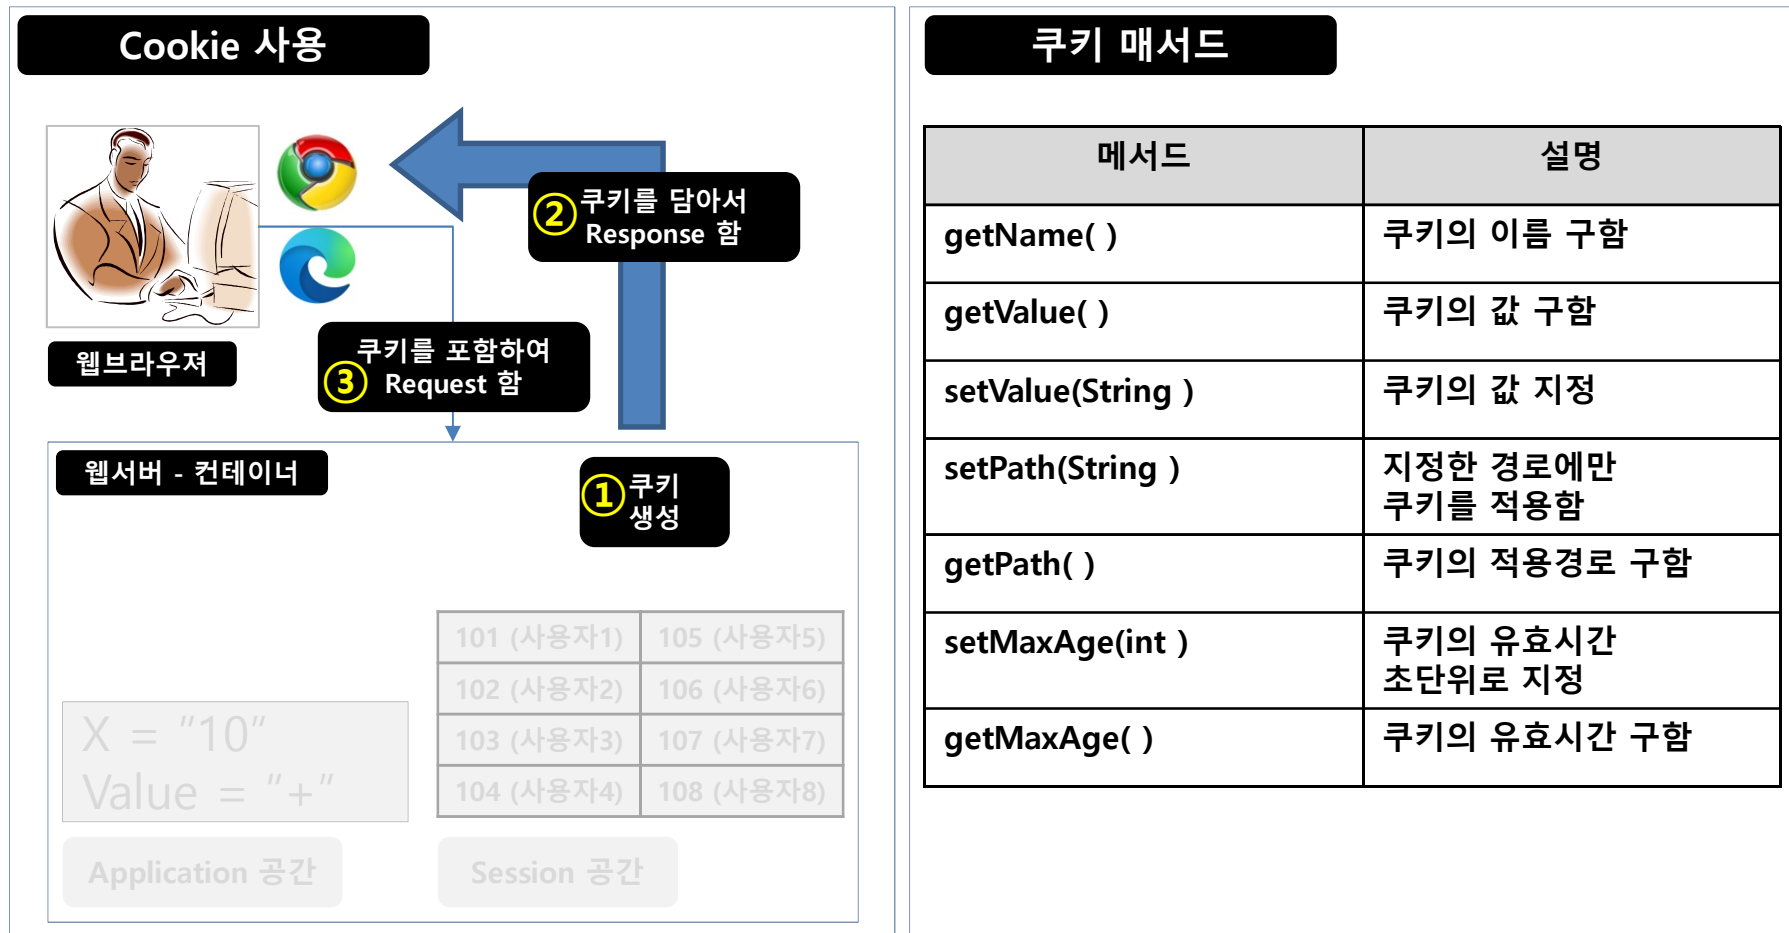 Cookie 사용
② 쿠키를 담아서
Response 함
쿠키를 포함하여
③ Request 함
웹브라우져
웹서버 - 컨테이너
① 쿠키
생성
101 (사용자1) 105 (사용자5)
102 (사용자2) 106 (사용자6)
103 (사용자3) 107 (사용자7)
104 (사용자4) 108 (사용자8)
X = “10”
Value = “+”
Application 공간
Session 공간
쿠키 매서드
메서드 설명
getName( ) 쿠키의 이름 구함
getValue( ) 쿠키의 값 구함
setValue(String ) 쿠키의 값 지정
setPath(String ) 지정한 경로에만
쿠키를 적용함
getPath( ) 쿠키의 적용경로 구함
setMaxAge(int ) 쿠키의 유효시간
초단위로 지정
getMaxAge( ) 쿠키의 유효시간 구함